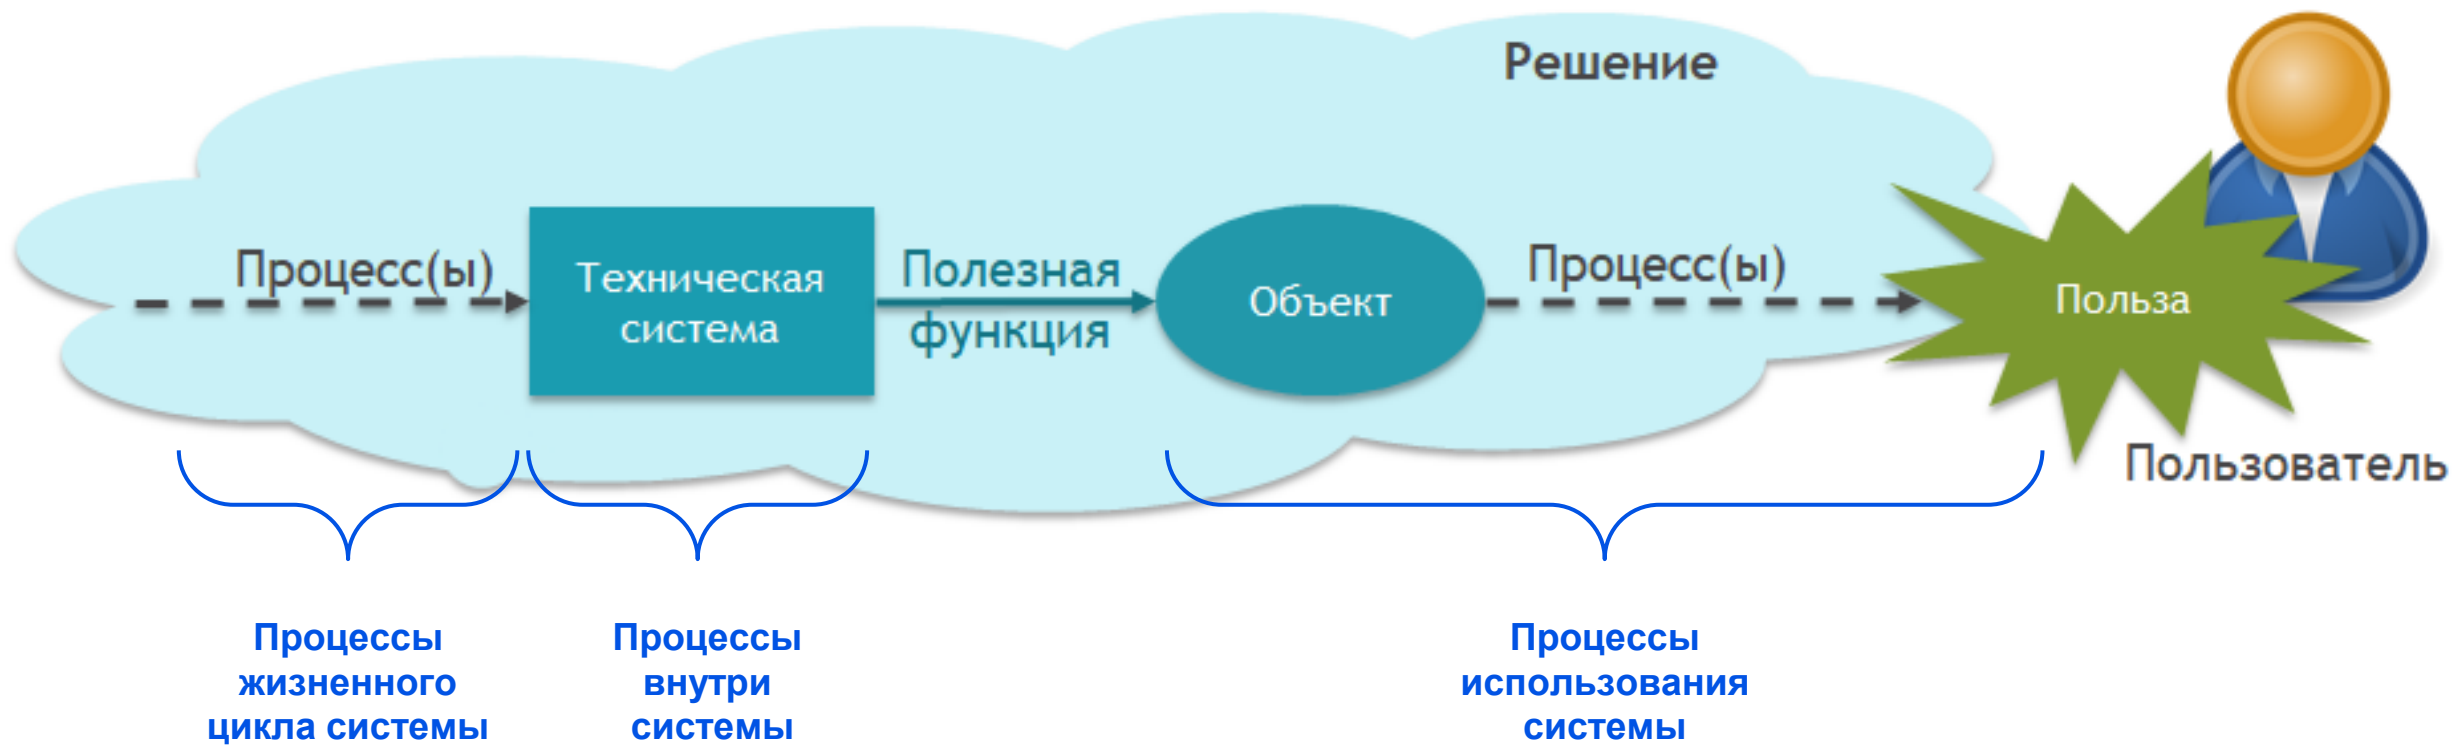 Решение
Процесс(ы)
Техническая
система
Полезная
функция
Объект
Процесс(ы)
Польза
Пользователь
Процессы
жизненного
цикла системы
Процессы
внутри
системы
Процессы
использования
системы